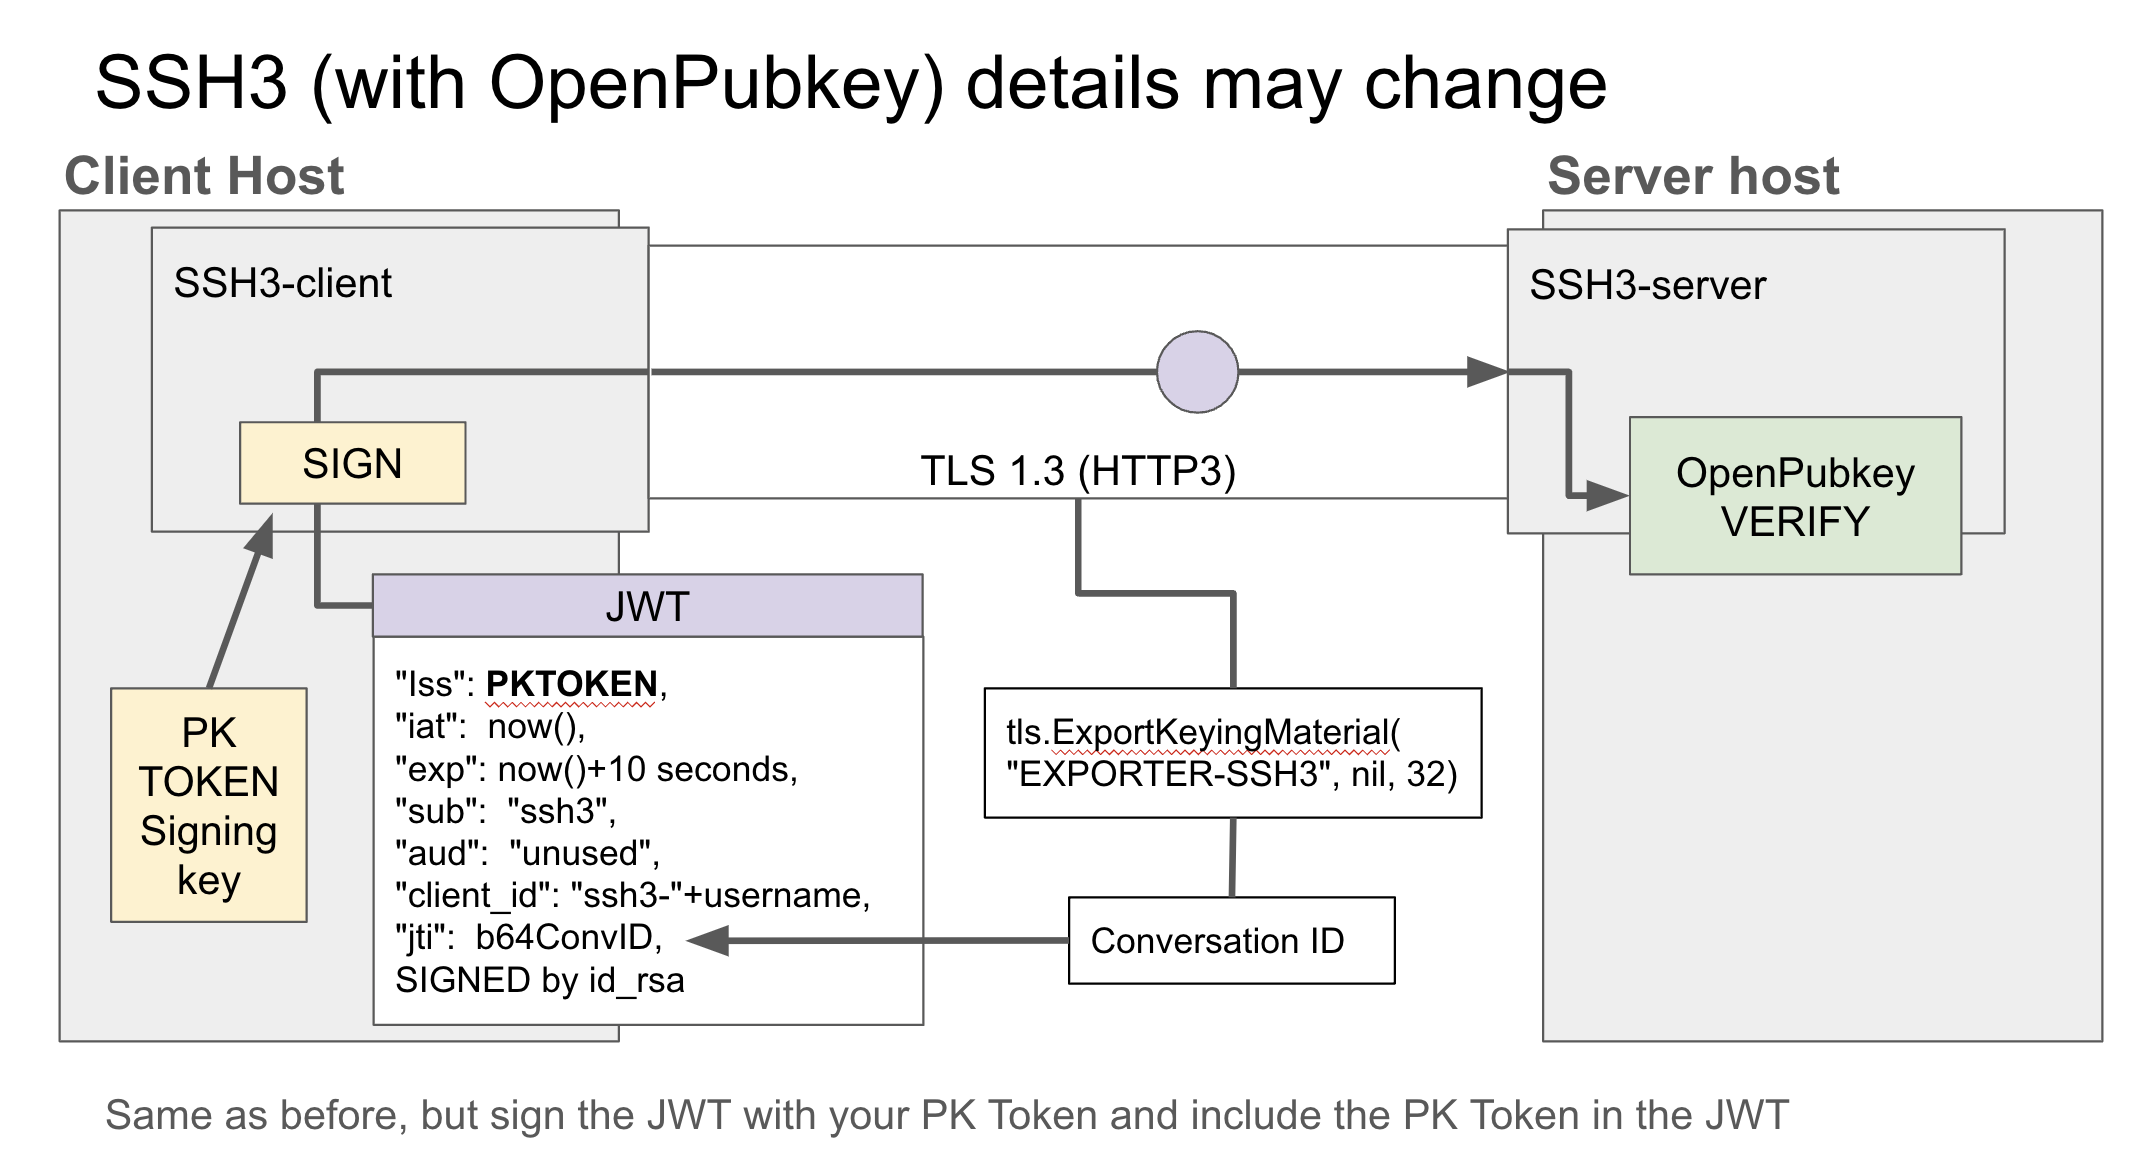 SSH3 (with OpenPubkey) details may change
Client Host
Server host
SSH3-client
SSH3-server
SIGN
TLS 1.3 (HTTP3)
OpenPubkey
VERIFY
JWT
"Iss": PKTOKEN,
"iat":  now(),
"exp": now()+10 seconds,
"sub":  "ssh3",
"aud":  "unused",
"client_id": "ssh3-"+username,
"jti":  b64ConvID,
SIGNED by id_rsa
PK
TOKEN
Signing
key
tls.ExportKeyingMaterial(
"EXPORTER-SSH3", nil, 32)
Conversation ID
Same as before, but sign the JWT with your PK Token and include the PK Token in the JWT